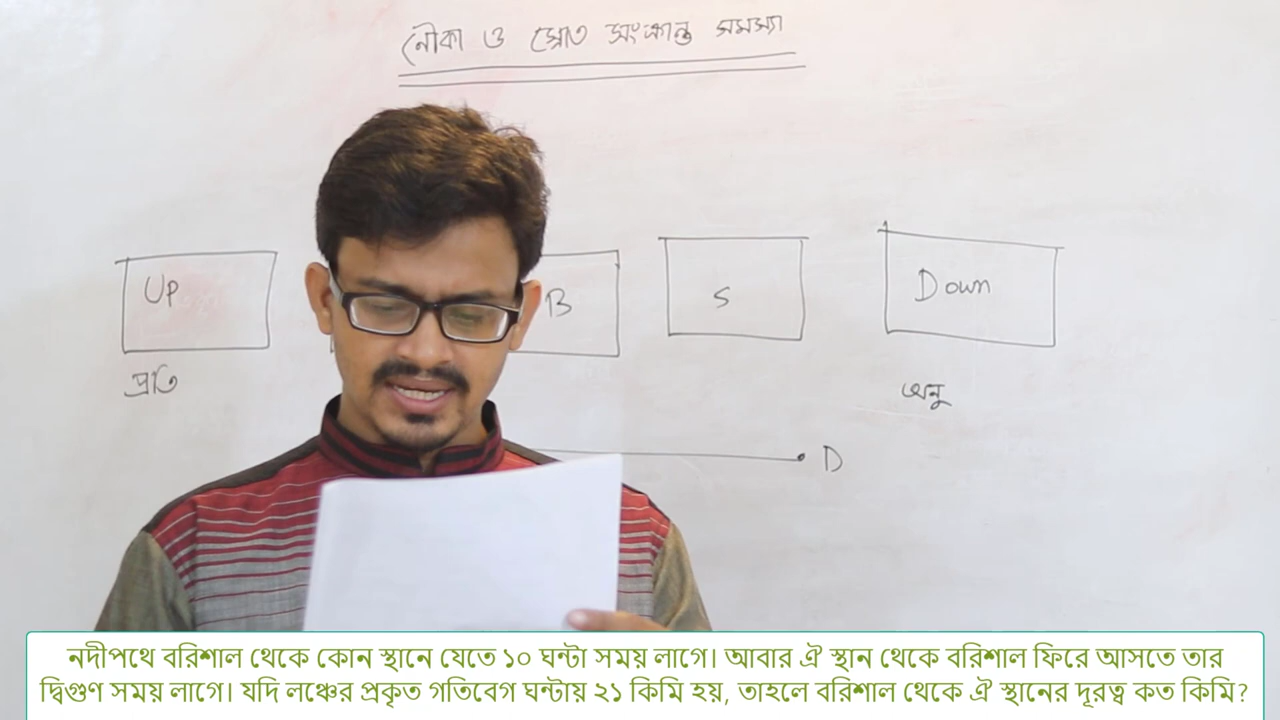 নৌকা ও স্রোত সংক্রান্ত সমস্যা
Up
B
S
Down
প্রতি
অনু
D
নদীপথে বরিশাল থেকে কোন স্থানে যেতে ১০ ঘন্টা সময় লাগে। আবার ঐ স্থান থেকে বরিশাল ফিরে আসতে তার
দ্বিগুণ সময় লাগে। যদি লঞ্চের প্রকৃত গতিবেগ ঘন্টায় ২১ কিমি হয়, তাহলে বরিশাল থেকে ঐ স্থানের দূরত্ব কত কিমি?